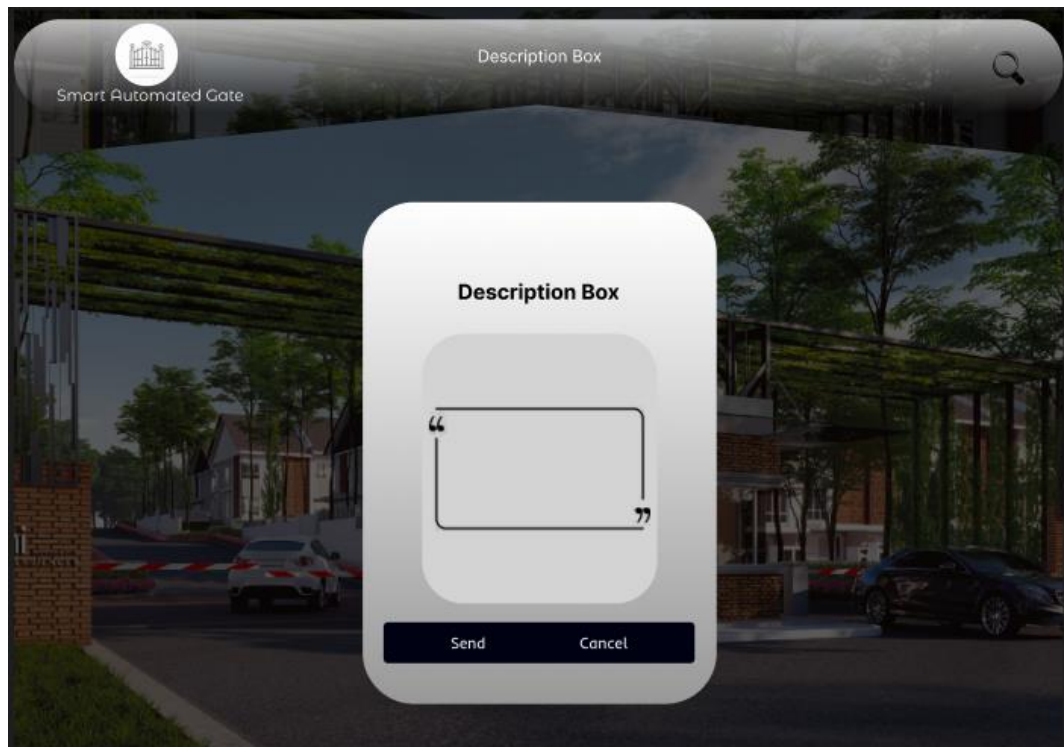 Description Box
Smart Automated Gate
Description Box
“
”
Send Cancel